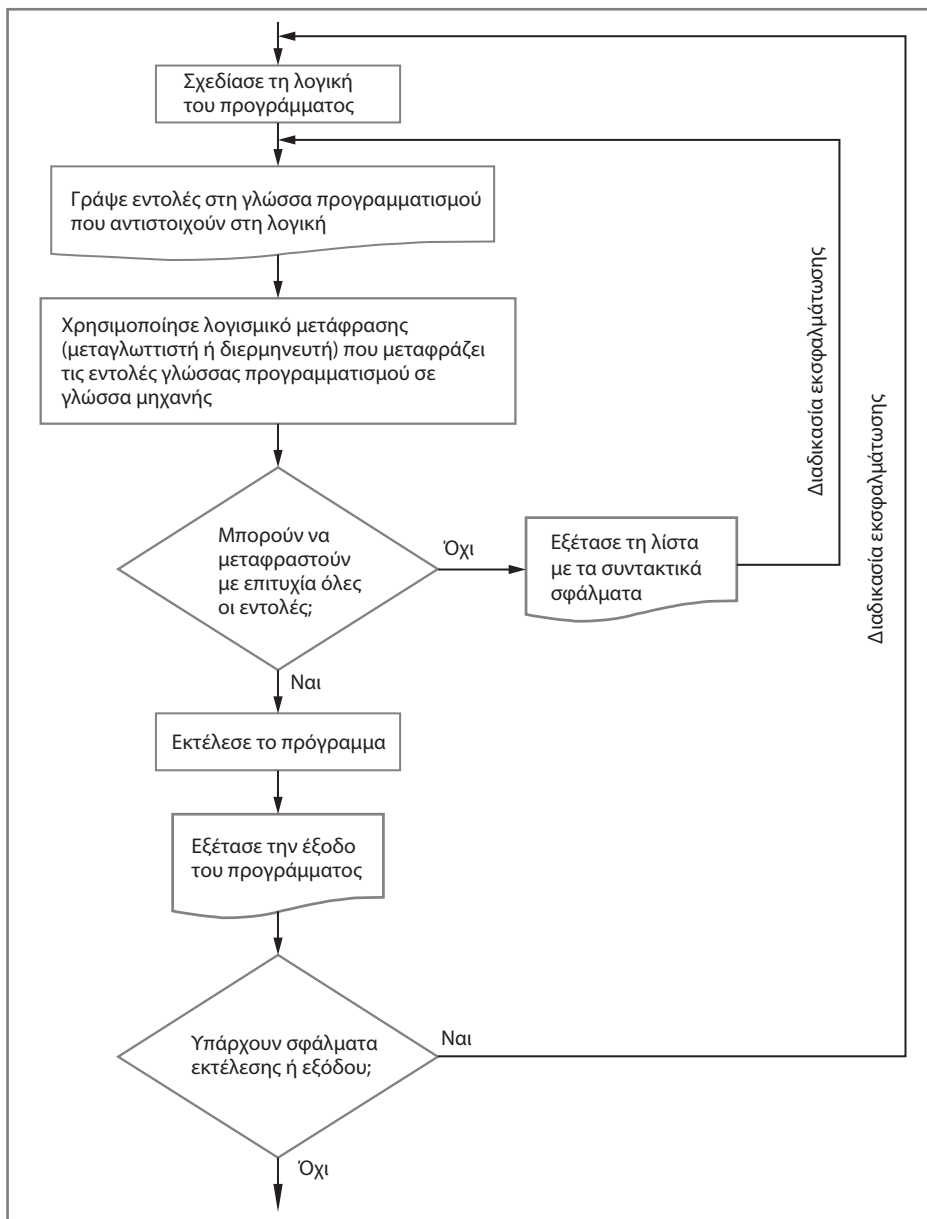 Σχεδίασε τη λογική
του προγράμματος
Γράψε εντολές στη γλώσσα προγραμματισμού
που αντιστοιχούν στη λογική
Χρησιμοποίησε λογισμικό μετάφρασης
(μεταγλωττιστή ή διερμηνευτή) που μεταφράζει
τις εντολές γλώσσας προγραμματισμού σε
γλώσσα μηχανής
Μπορούν να
μεταφραστούν
με επιτυχία όλες
οι εντολές;
Όχι
Εξέτασε τη λίστα
με τα συντακτικά
σφάλματα
Διαδικασία εκσφαλμάτωσης
Διαδικασία εκσφαλμάτωσης
Ναι
Εκτέλεσε το πρόγραμμα
Εξέτασε την έξοδο
του προγράμματος
Υπάρχουν σφάλματα
εκτέλεσης ή εξόδου;
Ναι
Όχι